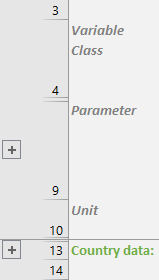 3
Variable
Class
4
Parameter
9
Unit
10
13 Country data:
14